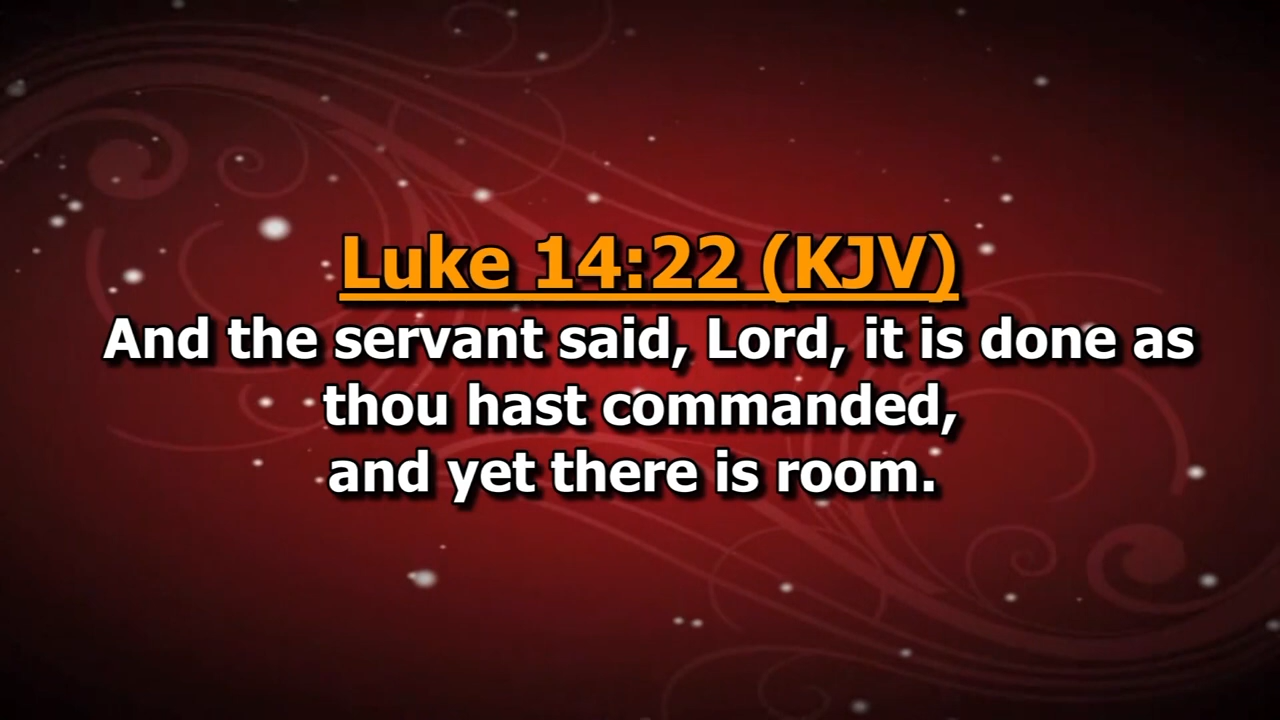 Luke 14:22 (KJV)
And the servant said, Lord, it is done as
thou hast commanded,
and yet there is room.